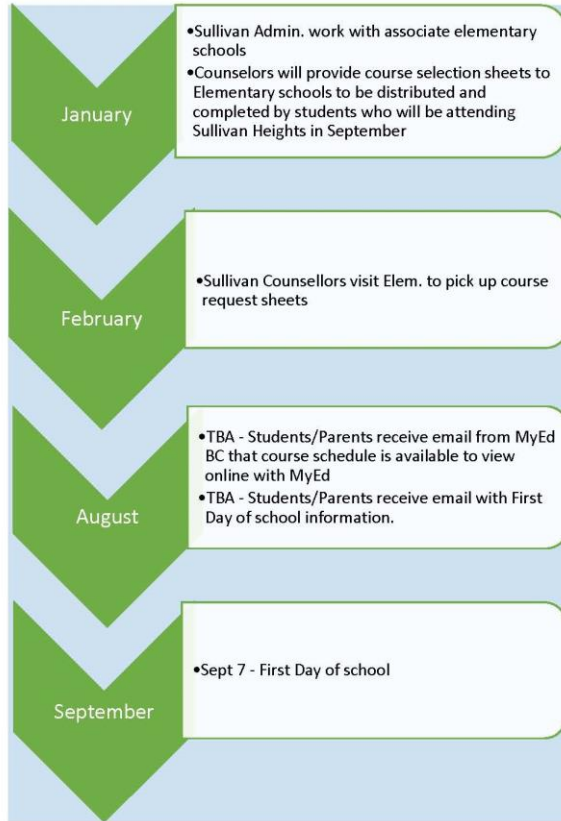 January
•Sullivan Admin. work with associate elementary
schools
•Counselors will provide course selection sheets to
Elementary schools to be distributed and
completed by students who will be attending
Sullivan Heights in September
February
•Sullivan Counsellors visit Elem. to pick up course
request sheets
August
•TBA - Students/Parents receive email from MyEd
BC that course schedule is available to view
online with MyEd
•TBA - Students/Parents receive email with First
Day of school information.
September
•Sept 7 - First Day of school